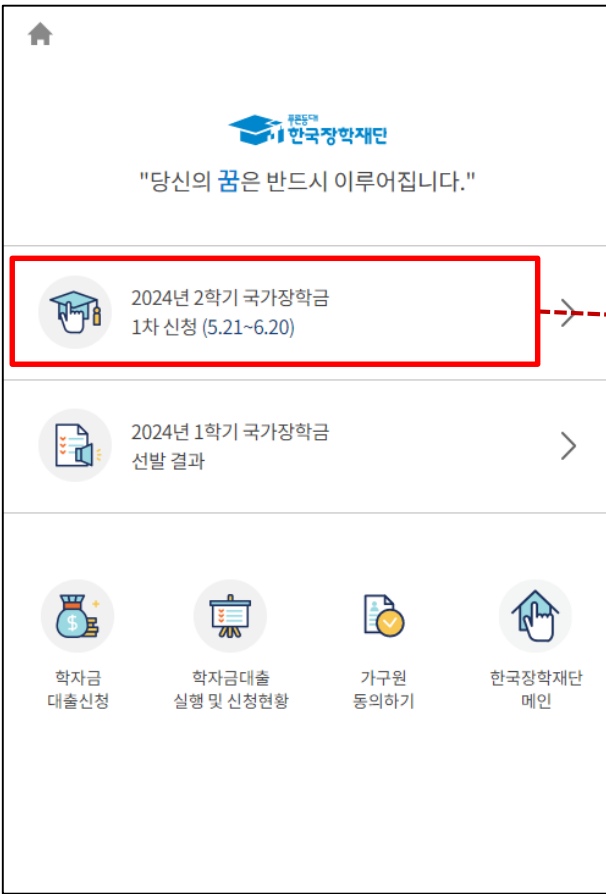 푸른등대
한국장학재단
"당신의 꿈은 반드시 이루어집니다."
2024년 2학기 국가장학금
1차 신청 (5.21~6.20)
2024년 1학기 국가장학금
선발 결과
학자금
대출신청
학자금대출
실행 및 신청현황
가구원
동의하기
한국장학재단
메인